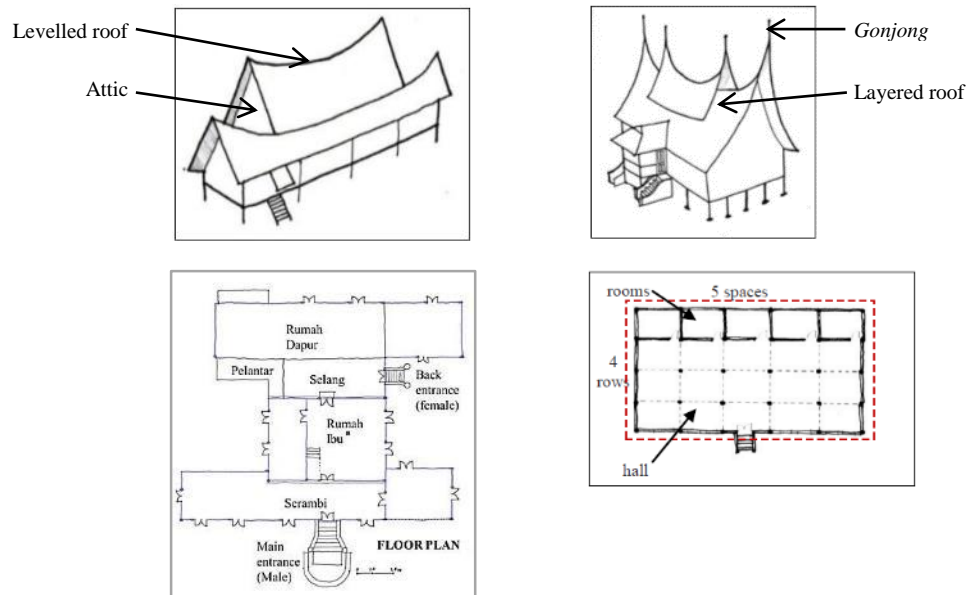 Levelled roof
Attic
Gonjong
Layered roof
Rumah
Dapur
Pelantar
Selang
Back
entrance
(female)
Rumah
Ibu
Serambi
Main
entrance
(Male)
FLOOR PLAN
rooms
5 spaces
4
rows
hall